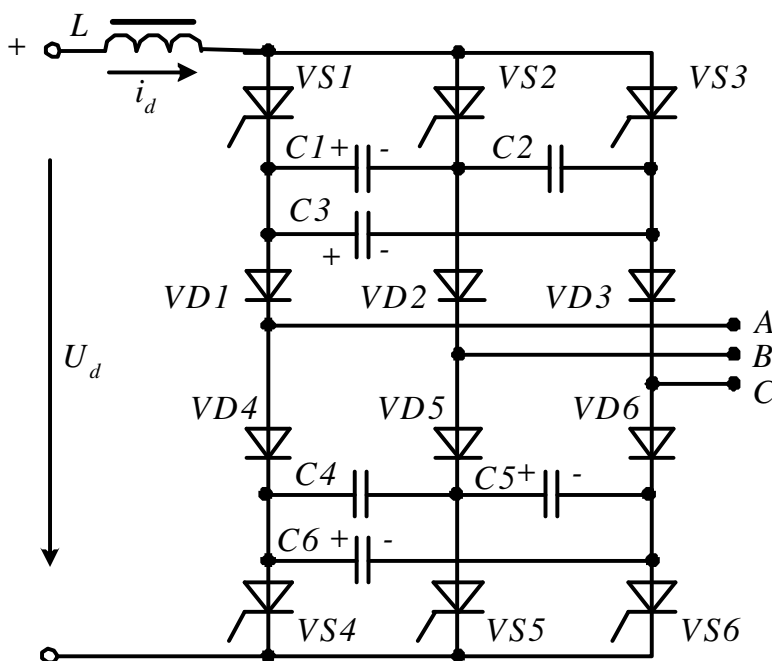 + L
i_d
VS1 VS2 VS3
C1 + - C2
C3
+ -
VD1 VD2 VD3
A
B
C
U_d
VD4 VD5 VD6
C4 C5 + -
C6 + -
VS4 VS5 VS6